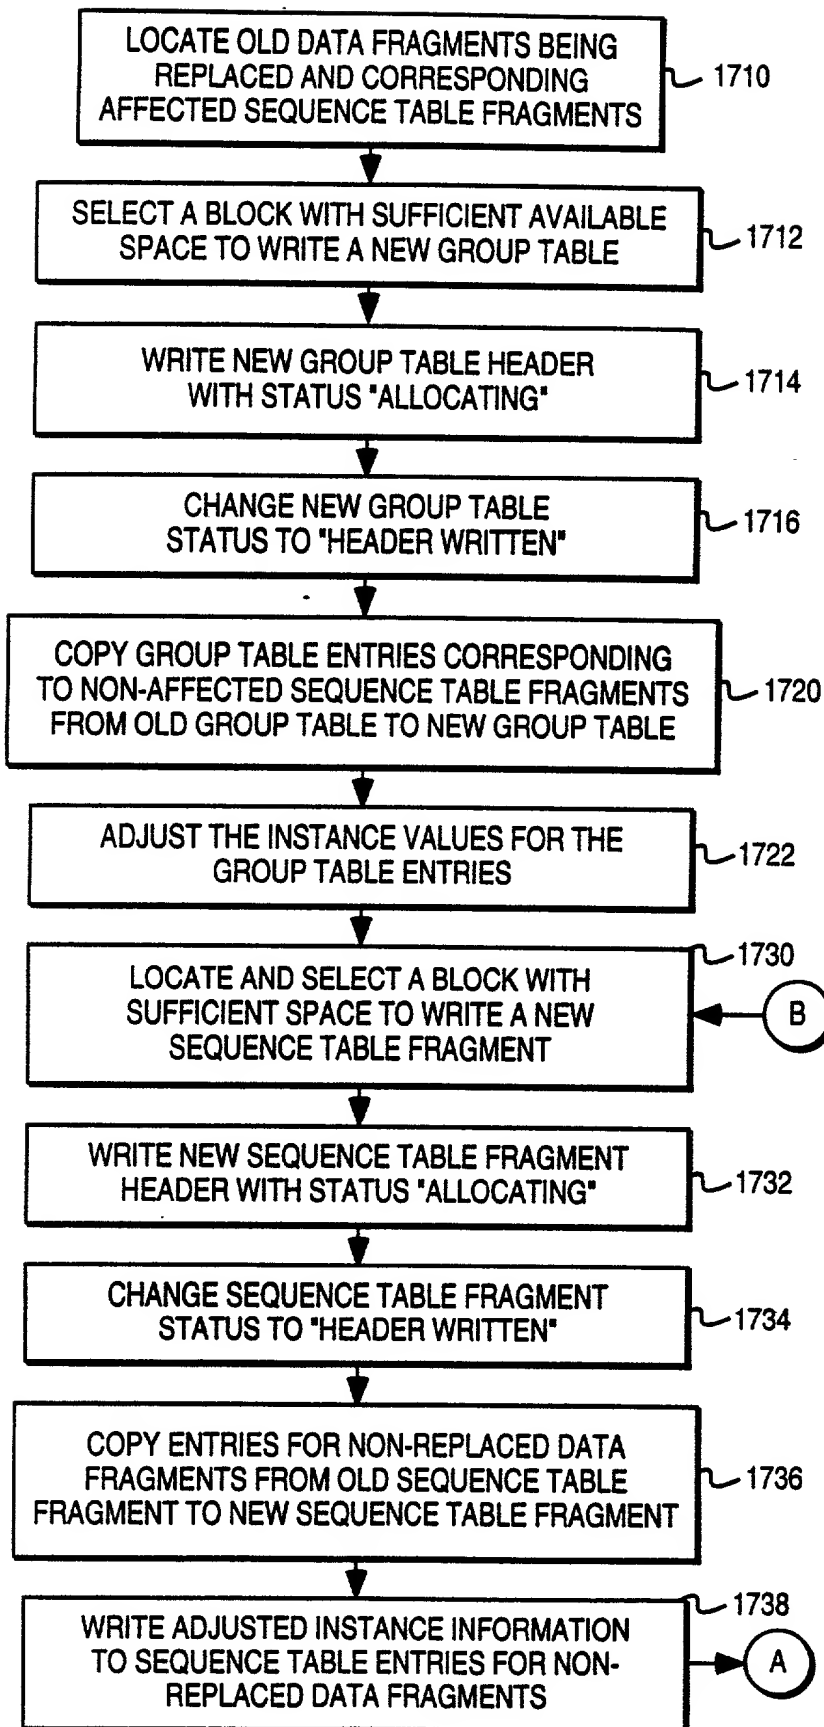 LOCATE OLD DATA FRAGMENTS BEING
REPLACED AND CORRESPONDING
AFFECTED SEQUENCE TABLE FRAGMENTS
1710
SELECT A BLOCK WITH SUFFICIENT AVAILABLE
SPACE TO WRITE A NEW GROUP TABLE
1712
WRITE NEW GROUP TABLE HEADER
WITH STATUS "ALLOCATING"
1714
CHANGE NEW GROUP TABLE
STATUS TO "HEADER WRITTEN"
1716
COPY GROUP TABLE ENTRIES CORRESPONDING
TO NON-AFFECTED SEQUENCE TABLE FRAGMENTS
FROM OLD GROUP TABLE TO NEW GROUP TABLE
1720
ADJUST THE INSTANCE VALUES FOR THE
GROUP TABLE ENTRIES
1722
1730
LOCATE AND SELECT A BLOCK WITH
SUFFICIENT SPACE TO WRITE A NEW
SEQUENCE TABLE FRAGMENT
B
WRITE NEW SEQUENCE TABLE FRAGMENT
HEADER WITH STATUS "ALLOCATING"
1732
CHANGE SEQUENCE TABLE FRAGMENT
STATUS TO "HEADER WRITTEN"
1734
COPY ENTRIES FOR NON-REPLACED DATA
FRAGMENTS FROM OLD SEQUENCE TABLE
FRAGMENT TO NEW SEQUENCE TABLE FRAGMENT
1736
1738
WRITE ADJUSTED INSTANCE INFORMATION
TO SEQUENCE TABLE ENTRIES FOR NON-
REPLACED DATA FRAGMENTS
A